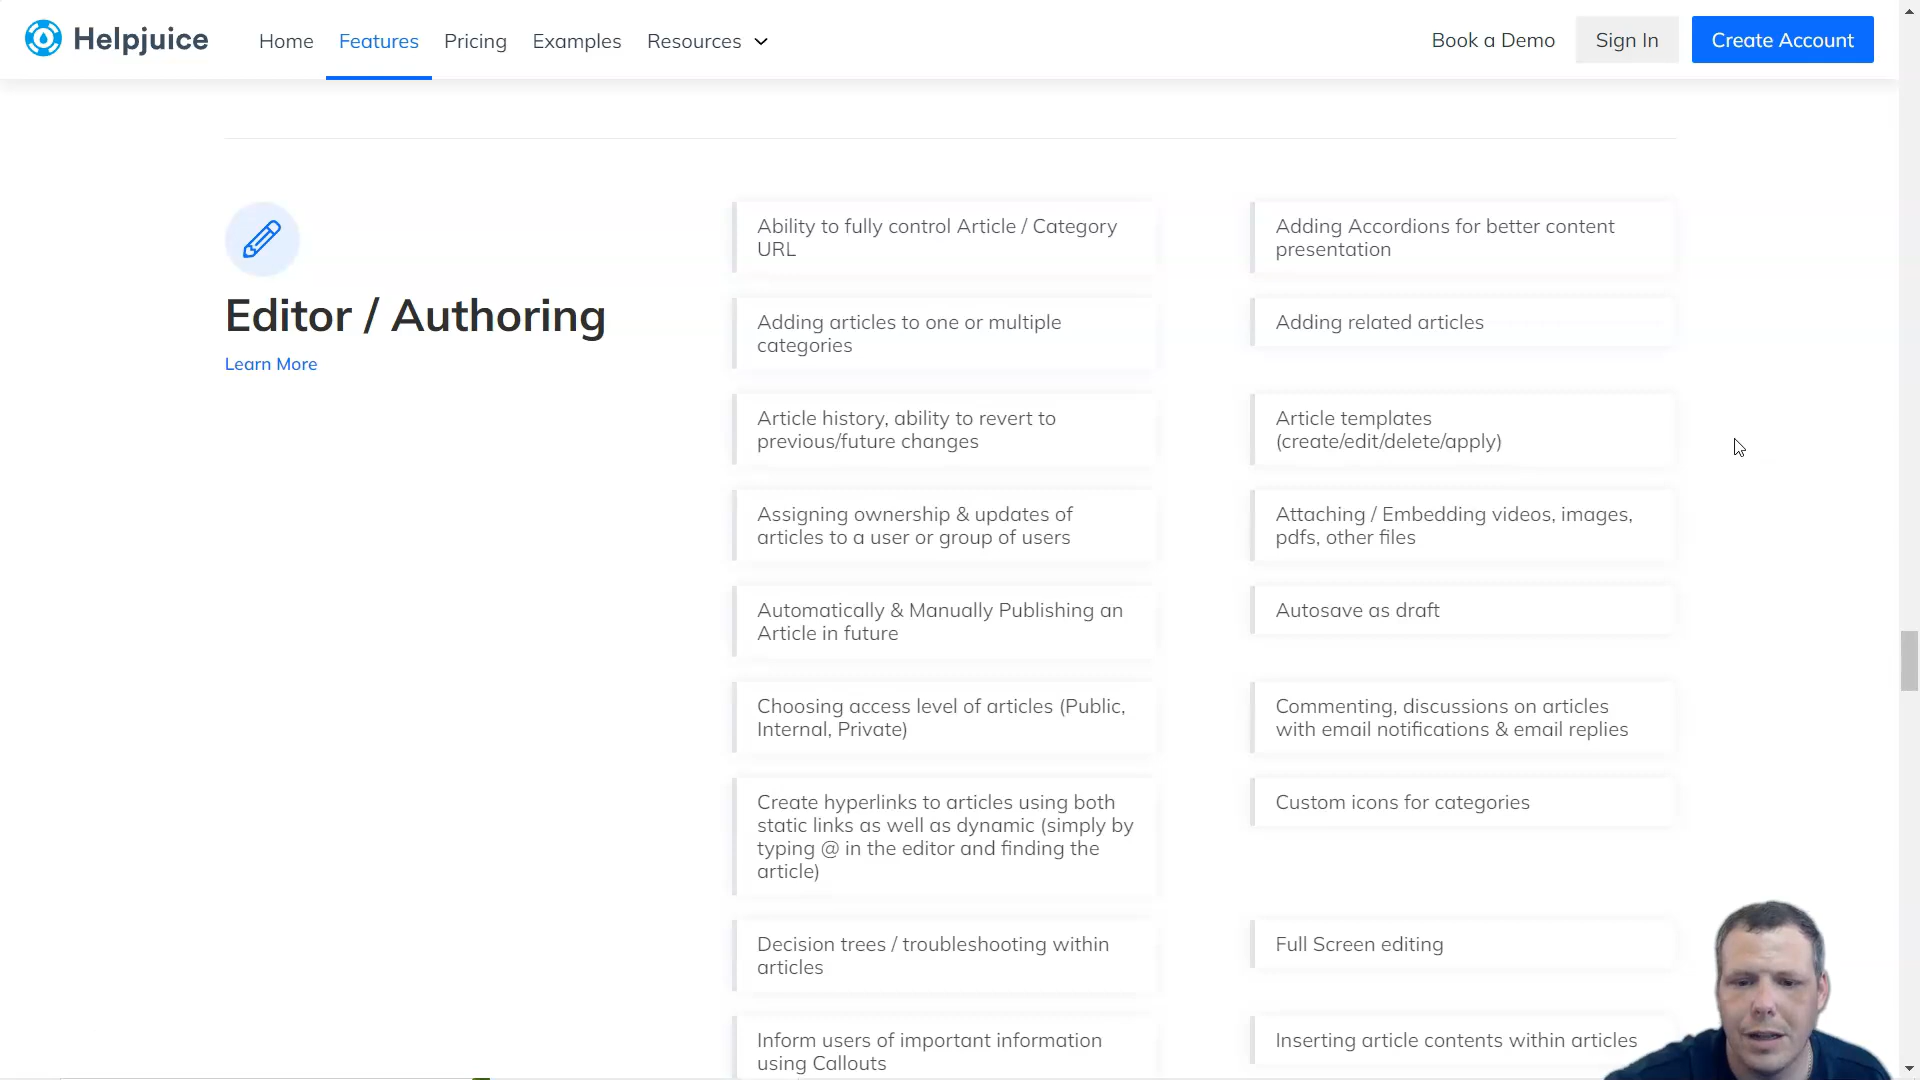 Helpjuice
Home
Features
Pricing
Examples
Resources
Book a Demo
Sign In
Create Account
Editor / Authoring
Learn More
Ability to fully control Article / Category
URL
Adding Accordions for better content
presentation
Adding articles to one or multiple
categories
Adding related articles
Article history, ability to revert to
previous/future changes
Article templates
(create/edit/delete/apply)
Assigning ownership & updates of
articles to a user or group of users
Attaching / Embedding videos, images,
pdfs, other files
Automatically & Manually Publishing an
Article in future
Autosave as draft
Choosing access level of articles (Public,
Internal, Private)
Commenting, discussions on articles
with email notifications & email replies
Create hyperlinks to articles using both
static links as well as dynamic (simply by
typing @ in the editor and finding the
article)
Custom icons for categories
Decision trees / troubleshooting within
articles
Full Screen editing
Inform users of important information
using Callouts
Inserting article contents within articles